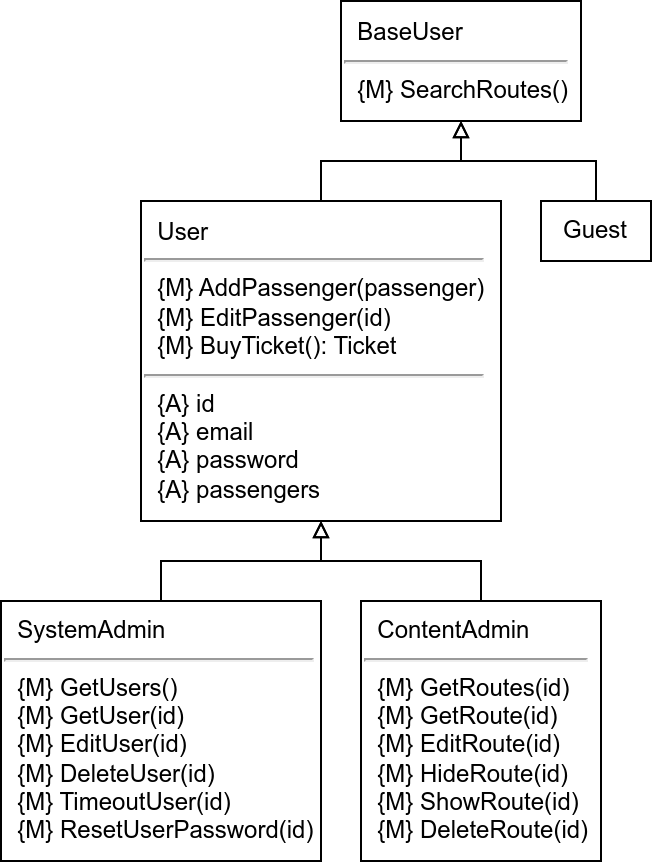 BaseUser
{M} SearchRoutes()
User
{M} AddPassenger(passenger)
{M} EditPassenger(id)
{M} BuyTicket(): Ticket
{A} id
{A} email
{A} password
{A} passengers
Guest
SystemAdmin
{M} GetUsers()
{M} GetUser(id)
{M} EditUser(id)
{M} DeleteUser(id)
{M} TimeoutUser(id)
{M} ResetUserPassword(id)
ContentAdmin
{M} GetRoutes(id)
{M} GetRoute(id)
{M} EditRoute(id)
{M} HideRoute(id)
{M} ShowRoute(id)
{M} DeleteRoute(id)